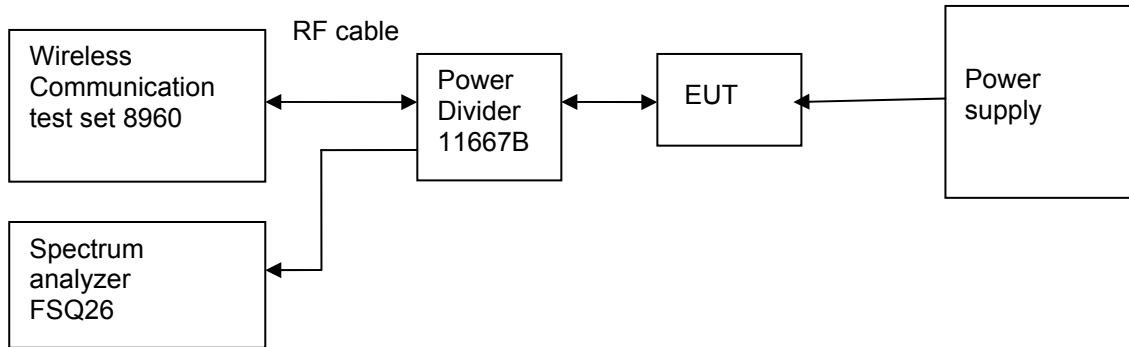 RF cable
Wireless
Communication
test set 8960
Power
Divider
11667B
EUT
Power
supply
Spectrum
analyzer
FSQ26